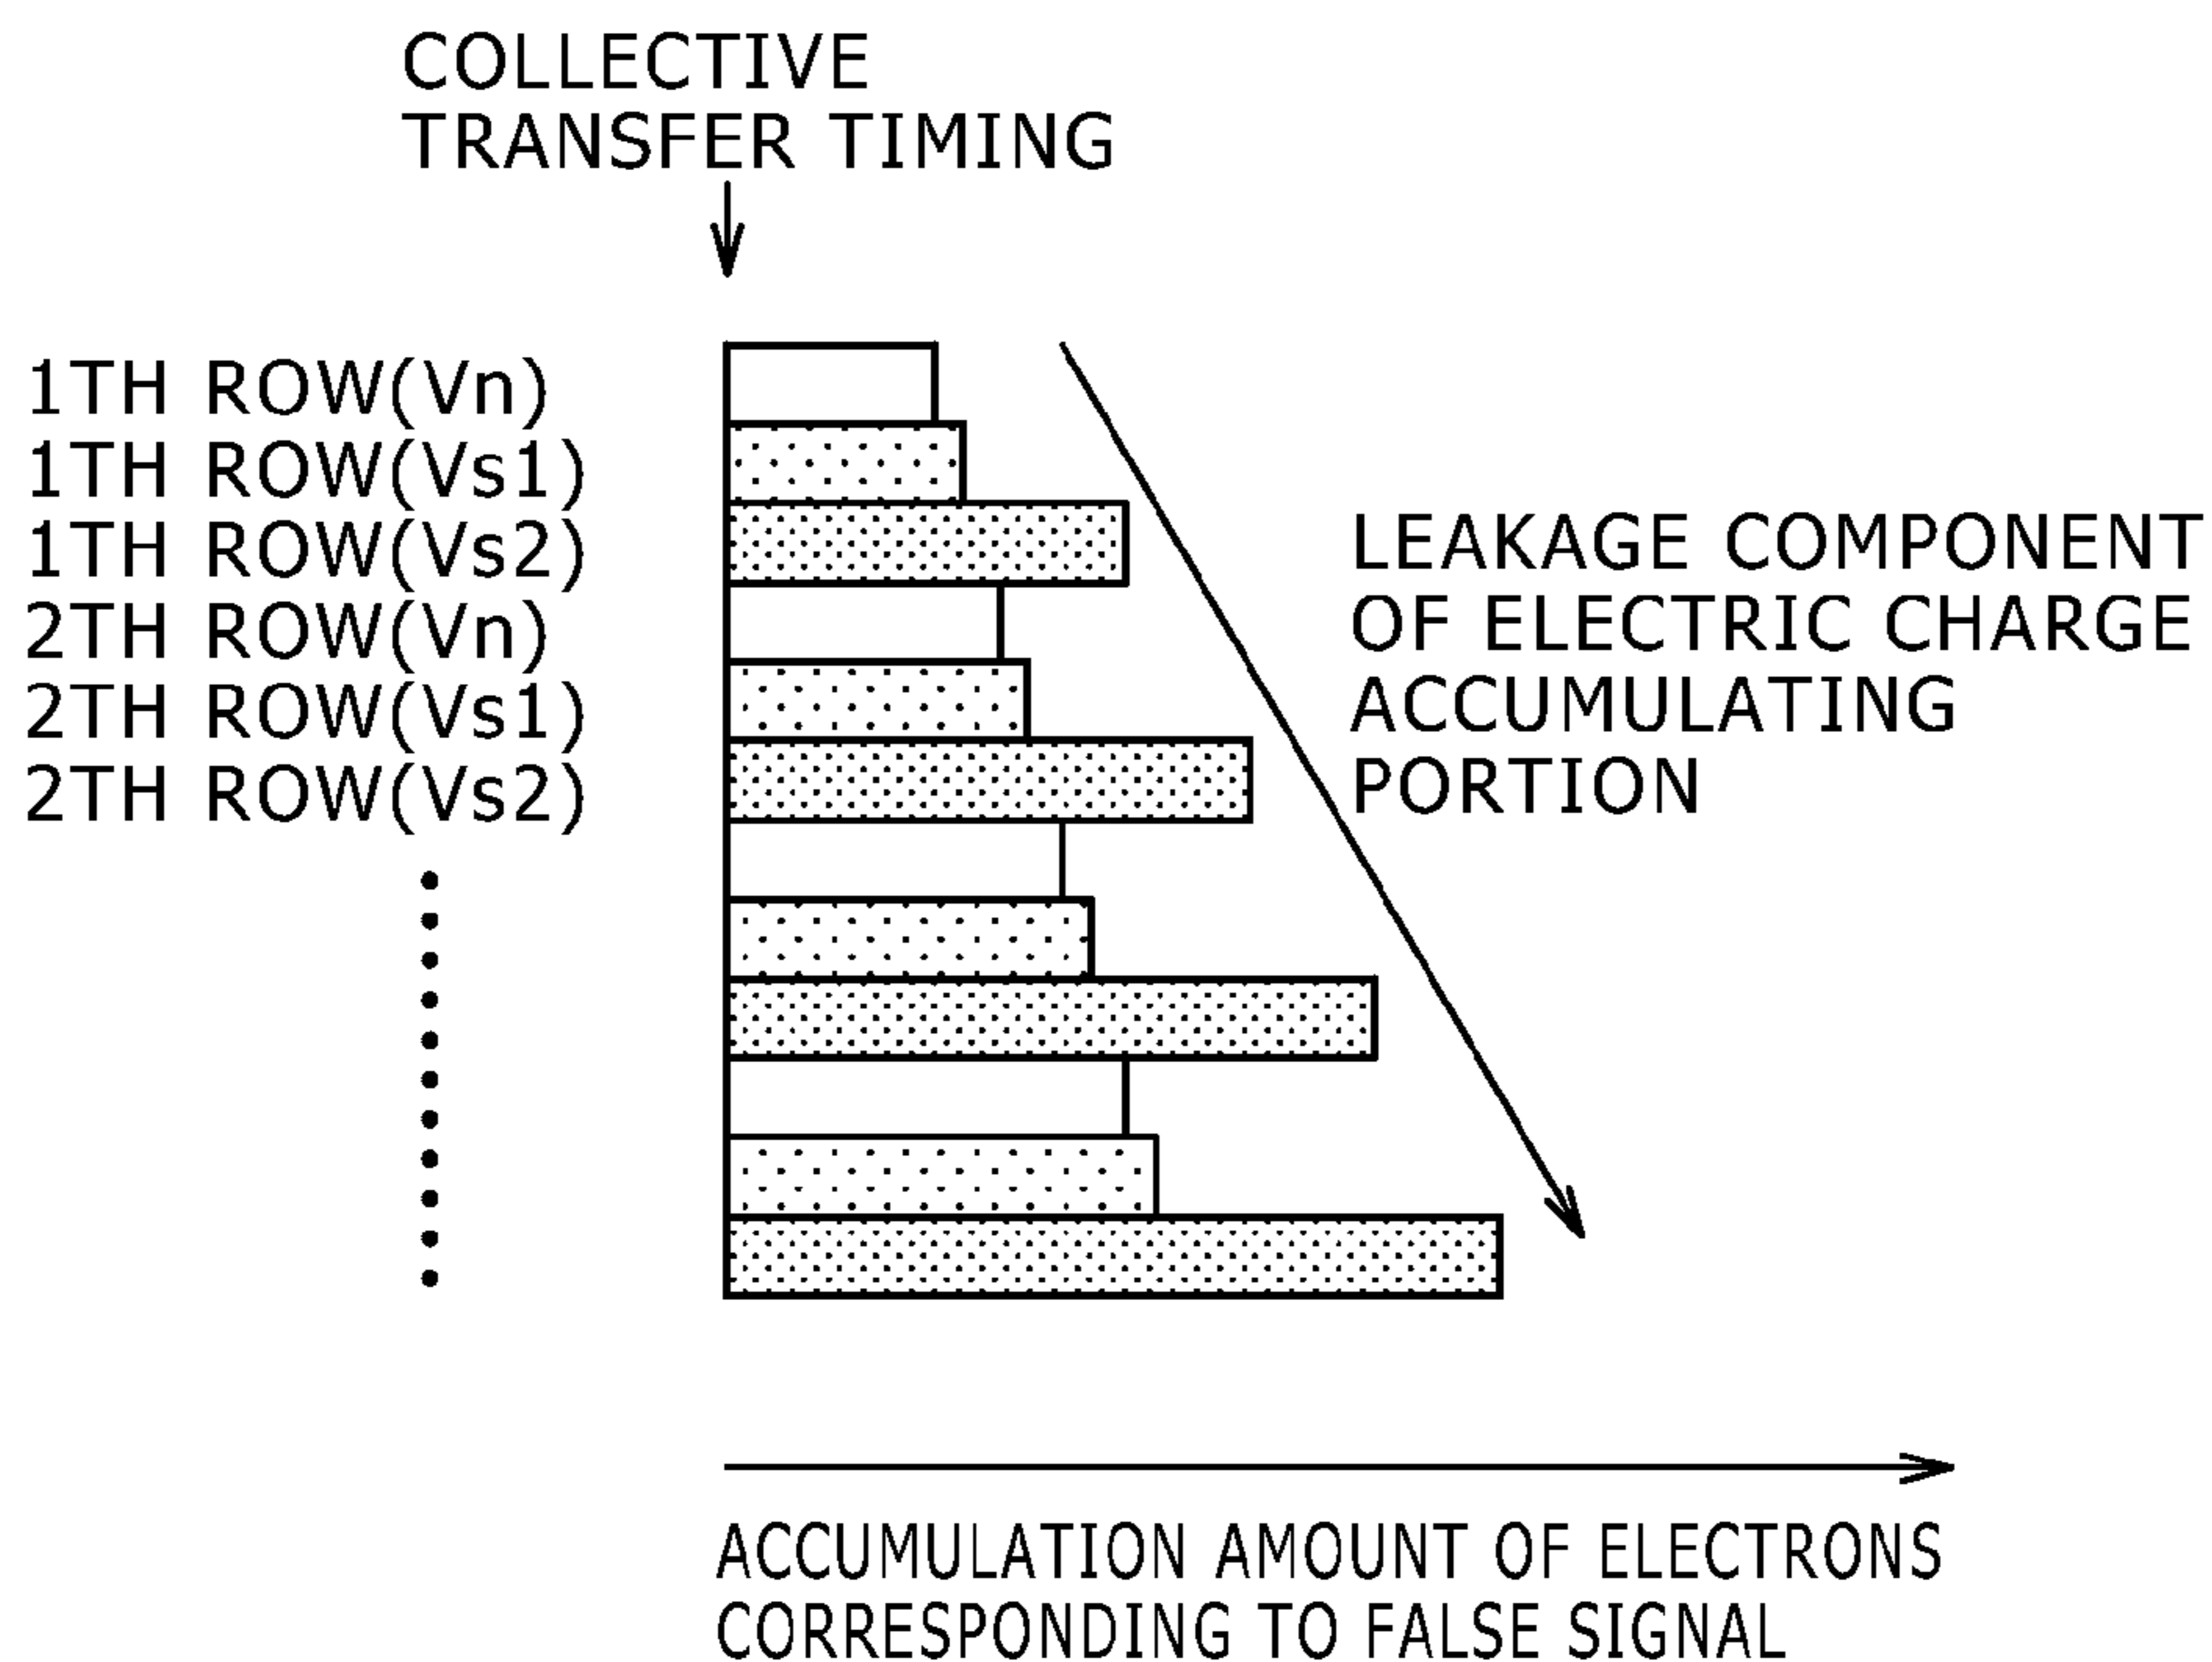 COLLECTIVE
TRANSFER TIMING
1TH ROW(Vn)
1TH ROW(Vs1)
1TH ROW(Vs2)
2TH ROW(Vn)
2TH ROW(Vs1)
2TH ROW(Vs2)
LEAKAGE COMPONENT
OF ELECTRIC CHARGE
ACCUMULATING
PORTION
ACCUMULATION AMOUNT OF ELECTRONS
CORRESPONDING TO FALSE SIGNAL